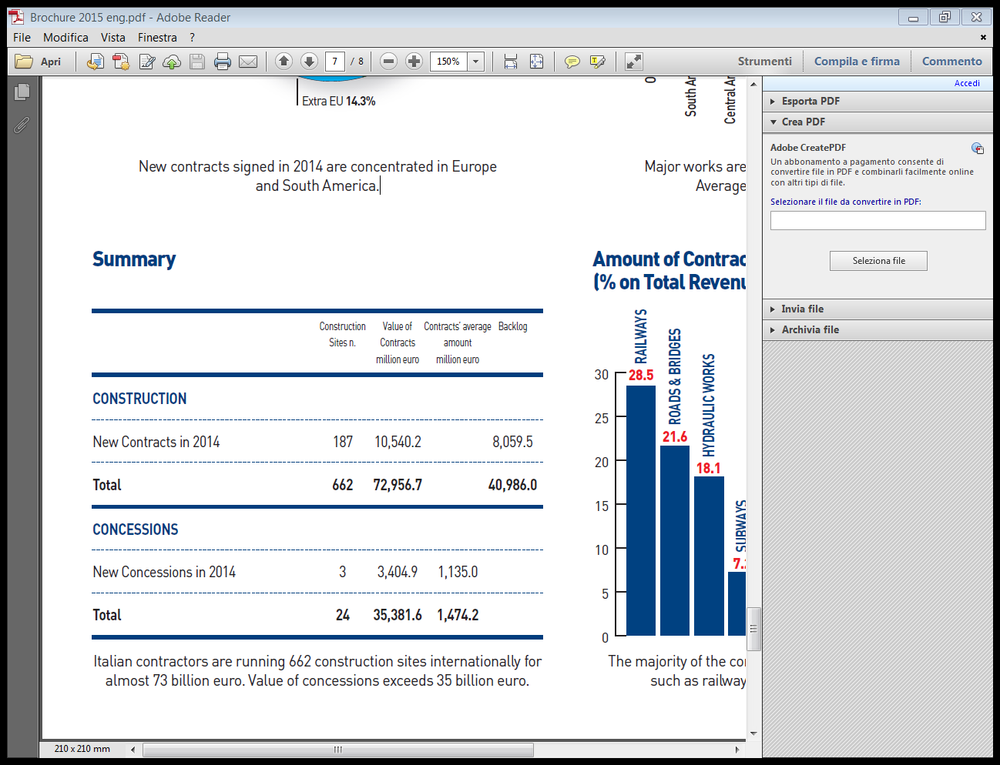 Brochure 2015 eng.pdf - Adobe Reader
File Modifica Vista Finestra ?
Apri 7 / 8 150% Strumenti Compila e firma Commento
Accedi
Esporta PDF
Crea PDF
Adobe CreatePDF
Un abbonamento a pagamento consente di
convertire file in PDF e combinarli facilmente online
con altri tipi di file.
Selezionare il file da convertire in PDF:
Seleziona file
Invia file
Archivia file
Extra EU 14.3%
South Ar
Central Ar
New contracts signed in 2014 are concentrated in Europe
and South America.
Major works are
Average
Summary
Construction Sites n.
Value of Contracts million euro
Contracts' average amount million euro
Backlog
CONSTRUCTION
New Contracts in 2014 187 10,540.2 8,059.5
Total 662 72,956.7 40,986.0
CONCESSIONS
New Concessions in 2014 3 3,404.9 1,135.0
Total 24 35,381.6 1,474.2
Italian contractors are running 662 construction sites internationally for
almost 73 billion euro. Value of concessions exceeds 35 billion euro.
Amount of Contrac
(% on Total Revenu
RAILWAYS
28.5
ROADS & BRIDGES
21.6
HYDRAULIC WORKS
18.1
SUBWAYS
7.
30
25
20
15
10
5
0
The majority of the co
such as railway
210 x 210 mm